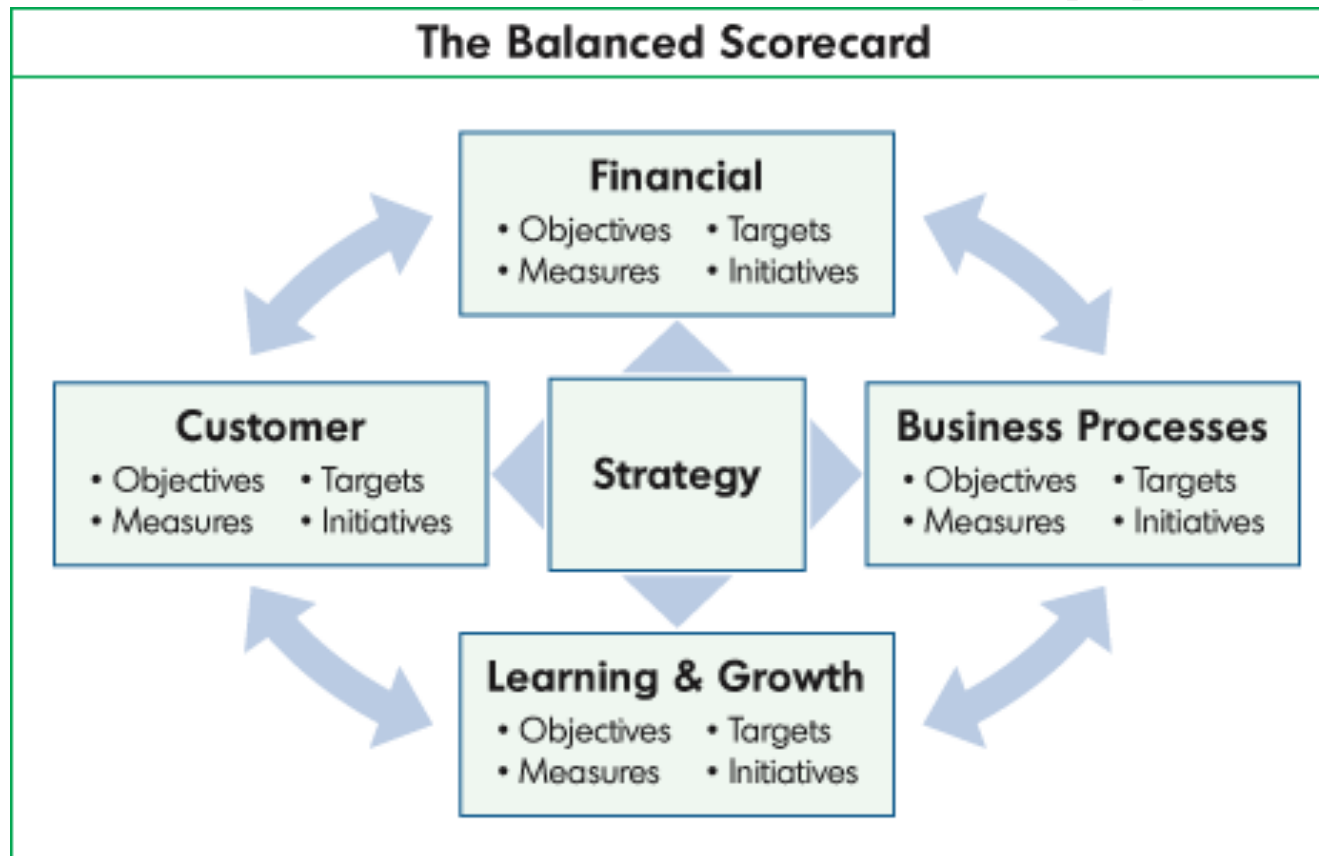 The Balanced Scorecard
Financial
• Objectives • Targets
• Measures • Initiatives
Customer
• Objectives • Targets
• Measures • Initiatives
Strategy
Business Processes
• Objectives • Targets
• Measures • Initiatives
Learning & Growth
• Objectives • Targets
• Measures • Initiatives